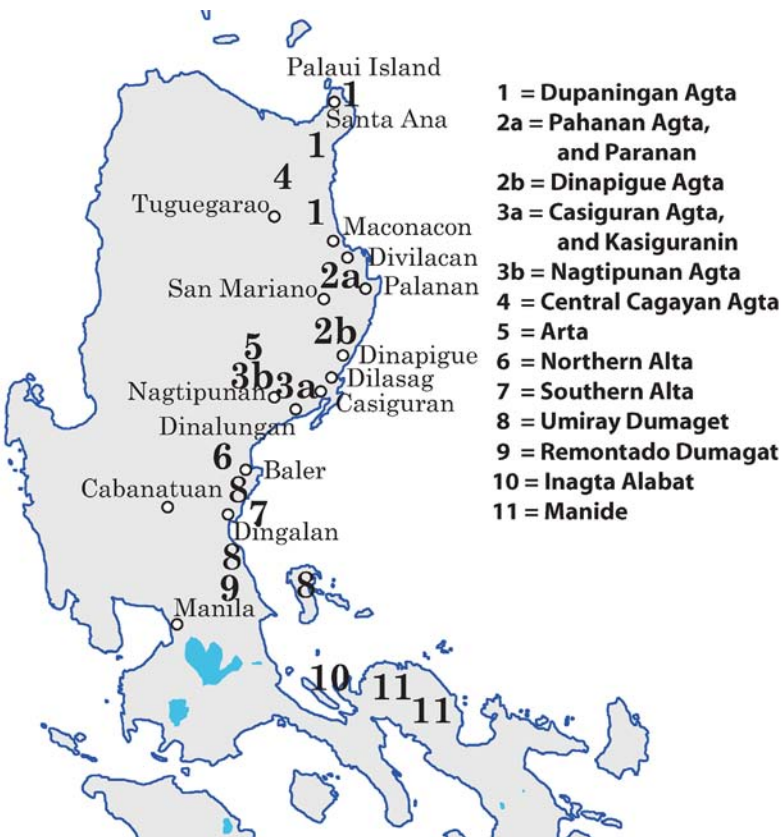 Palaui Island
1
Santa Ana
1
4
Tuguegarao
1
Maconacon
Divilacan
2a
San Mariano
Palanan
2b
5
Dinapigue
3b
Dilasag
Nagtipunan
3a
Casiguran
Dinalungan
6
Baler
Cabanatuan
8
7
Dingalan
8
9
8
Manila
10
11
11
1 = Dupaningan Agta
2a = Pahanan Agta,
and Paranan
2b = Dinapigue Agta
3a = Casiguran Agta,
and Kasiguranin
3b = Nagtipunan Agta
4 = Central Cagayan Agta
5 = Arta
6 = Northern Alta
7 = Southern Alta
8 = Umiray Dumaget
9 = Remontado Dumagat
10 = Inagta Alabat
11 = Manide